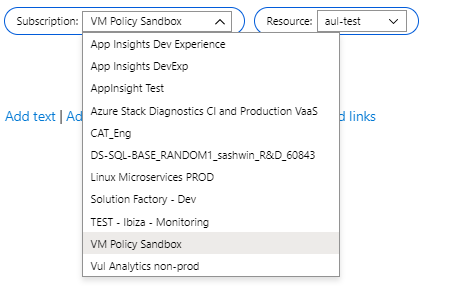 Subscription: VM Policy Sandbox Resource: aul-test
App Insights Dev Experience
App Insights DevExp
AppInsight Test
Azure Stack Diagnostics CI and Production VaaS
Add text | Ad d links
CAT_Eng
DS-SQL-BASE_RANDOM1_sashwin_R&D_60843
Linux Microservices PROD
Solution Factory - Dev
TEST - Ibiza - Monitoring
VM Policy Sandbox
Vul Analytics non-prod